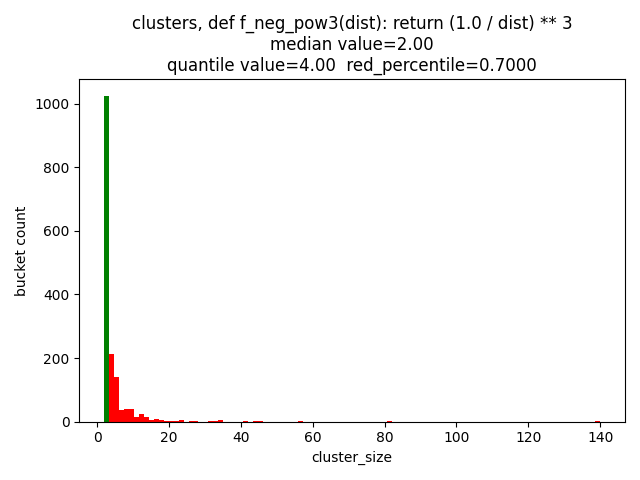 clusters, def f_neg_pow3(dist): return (1.0 / dist) ** 3
median value=2.00
quantile value=4.00  red_percentile=0.7000
1000
800
600
400
200
0
bucket count
0 20 40 60 80 100 120 140
cluster_size